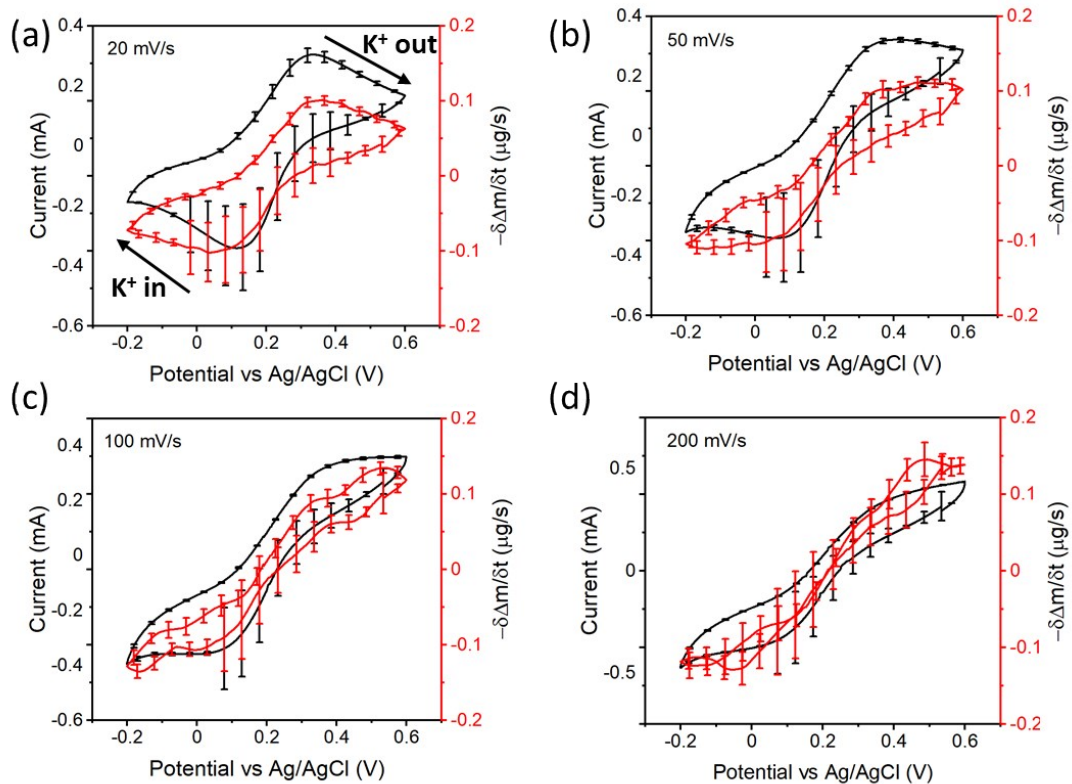 (a)
20 mV/s
K⁺ out
K⁺ in
Current (mA)
0.4
0.2
0
-0.2
-0.4
-0.6
-0.2 0 0.2 0.4 0.6
Potential vs Ag/AgCl (V)
0.2
0.1
0
-0.1
-0.2
−δΔm/δt (μg/s)
(b)
50 mV/s
Current (mA)
0.4
0.2
0
-0.2
-0.4
-0.6
-0.2 0 0.2 0.4 0.6
Potential vs Ag/AgCl (V)
0.2
0.1
0
-0.1
-0.2
−δΔm/δt (μg/s)
(c)
100 mV/s
Current (mA)
0.4
0.2
0
-0.2
-0.4
-0.6
-0.2 0 0.2 0.4 0.6
Potential vs Ag/AgCl (V)
0.2
0.1
0
-0.1
-0.2
−δΔm/δt (μg/s)
(d)
200 mV/s
Current (mA)
0.5
0
-0.5
-0.2 0 0.2 0.4 0.6
Potential vs Ag/AgCl (V)
0.2
0.1
0
-0.1
-0.2
−δΔm/δt (μg/s)